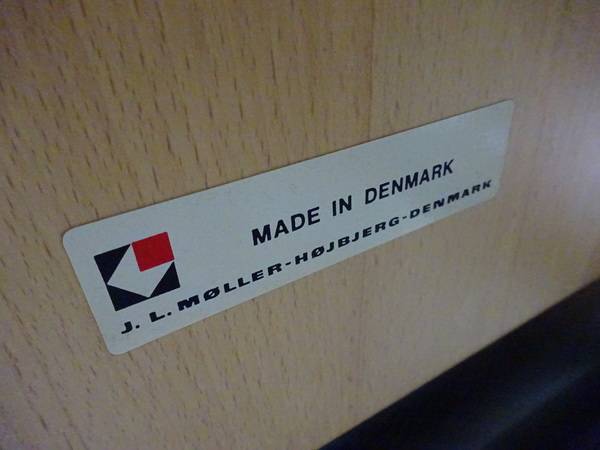 MADE IN DENMARK
J. L. MØLLER-HØJBJERG-DENMARK